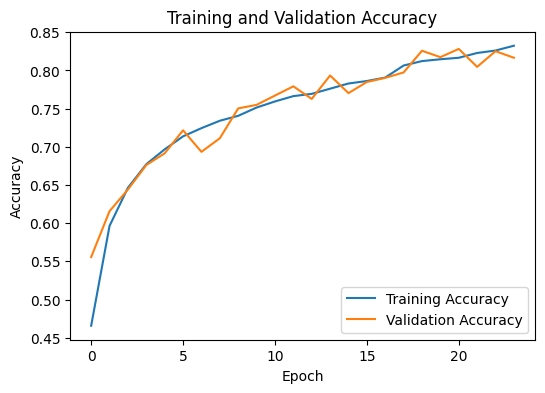 Training and Validation Accuracy
0.85
0.80
0.75
0.70
0.65
0.60
0.55
0.50
0.45
Accuracy
0
5
10
15
20
Epoch
Training Accuracy
Validation Accuracy